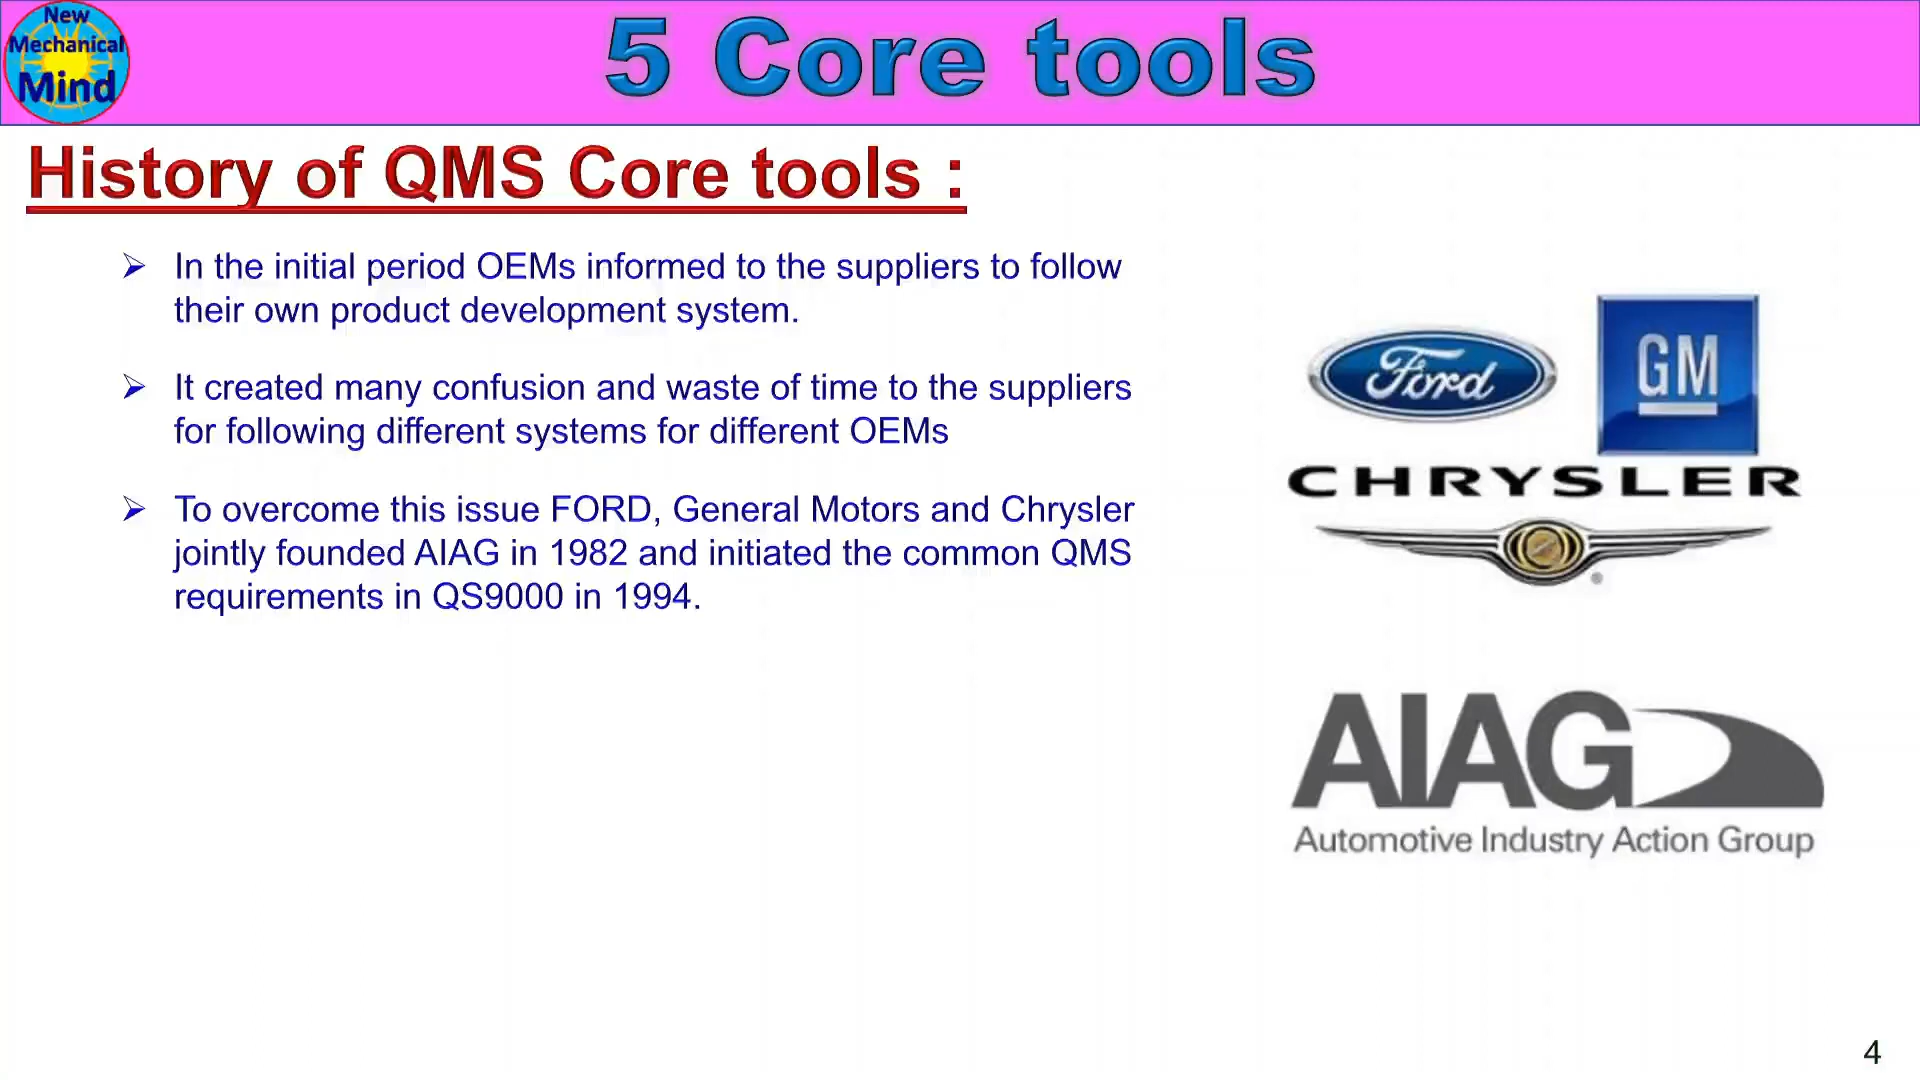 New
Mechanical
Mind
5 Core tools
History of QMS Core tools :
In the initial period OEMs informed to the suppliers to follow
their own product development system.
It created many confusion and waste of time to the suppliers
for following different systems for different OEMs
To overcome this issue FORD, General Motors and Chrysler
jointly founded AIAG in 1982 and initiated the common QMS
requirements in QS9000 in 1994.
Ford
GM
CHRYSLER
®
AIAG
Automotive Industry Action Group
4